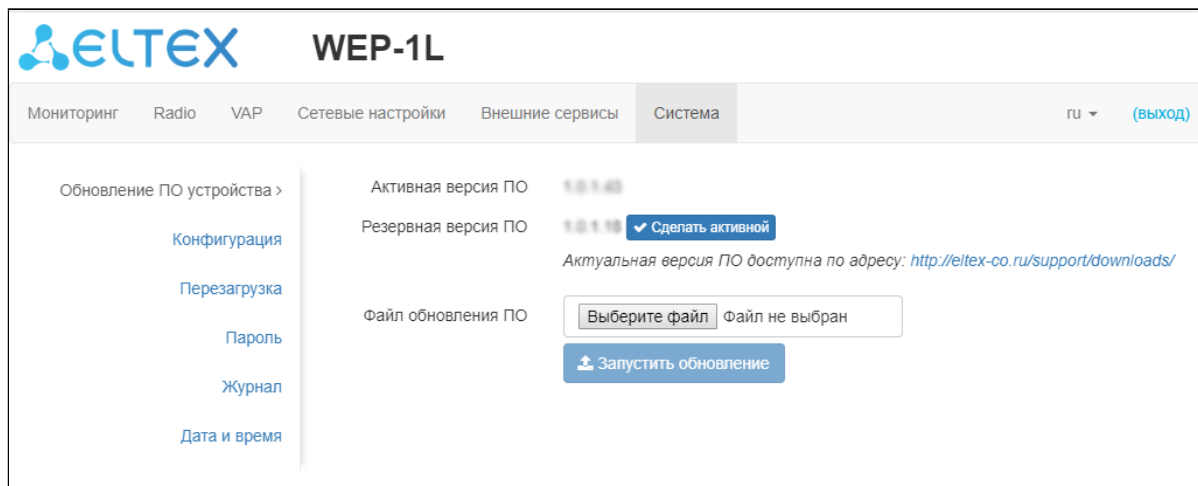 ELTEX WEP-1L
Мониторинг Radio VAP Сетевые настройки Внешние сервисы Система ru (выход)
Обновление ПО устройства >
Конфигурация
Перезагрузка
Пароль
Журнал
Дата и время
Активная версия ПО
Резервная версия ПО Сделать активной
Актуальная версия ПО доступна по адресу: http://eltex-co.ru/support/downloads/
Файл обновления ПО Выберите файл Файл не выбран
Запустить обновление